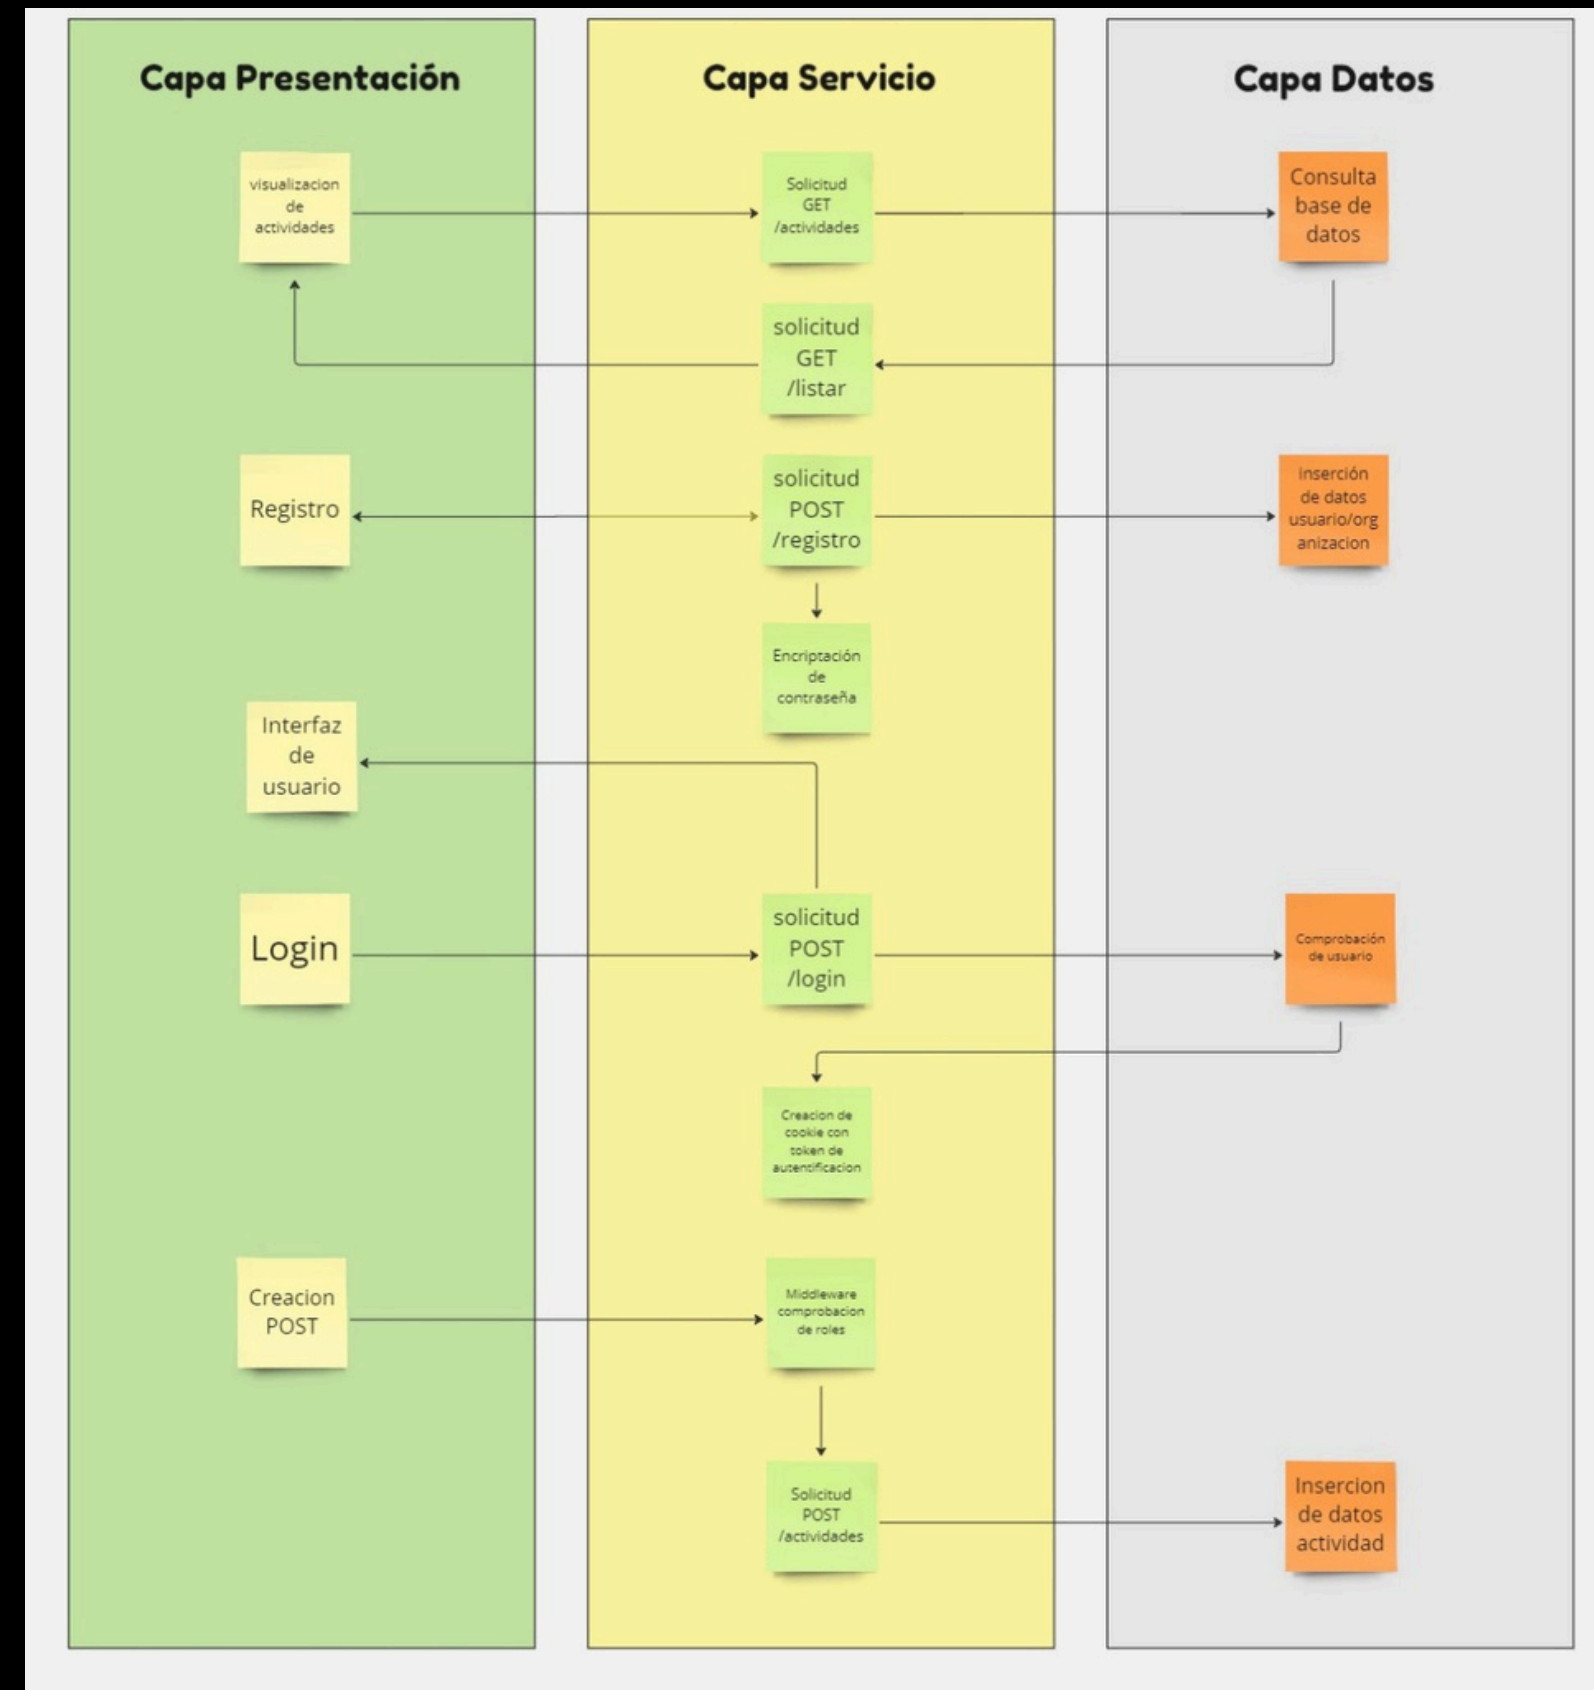 Capa Presentación
Capa Servicio
Capa Datos
visualizacion
de
actividades
Solicitud
GET
/actividades
Consulta
base de
datos
solicitud
GET
/listar
Registro
solicitud
POST
/registro
inserción
de datos
usuario/org
anizacion
Encriptación
de
contraseña
Interfaz
de
usuario
Login
solicitud
POST
/login
Comprobación
de usuario
Creacion de
cookie con
token de
autentificacion
Creacion
POST
Middleware
comprobacion
de roles
Solicitud
POST
/actividades
Insercion
de datos
actividad